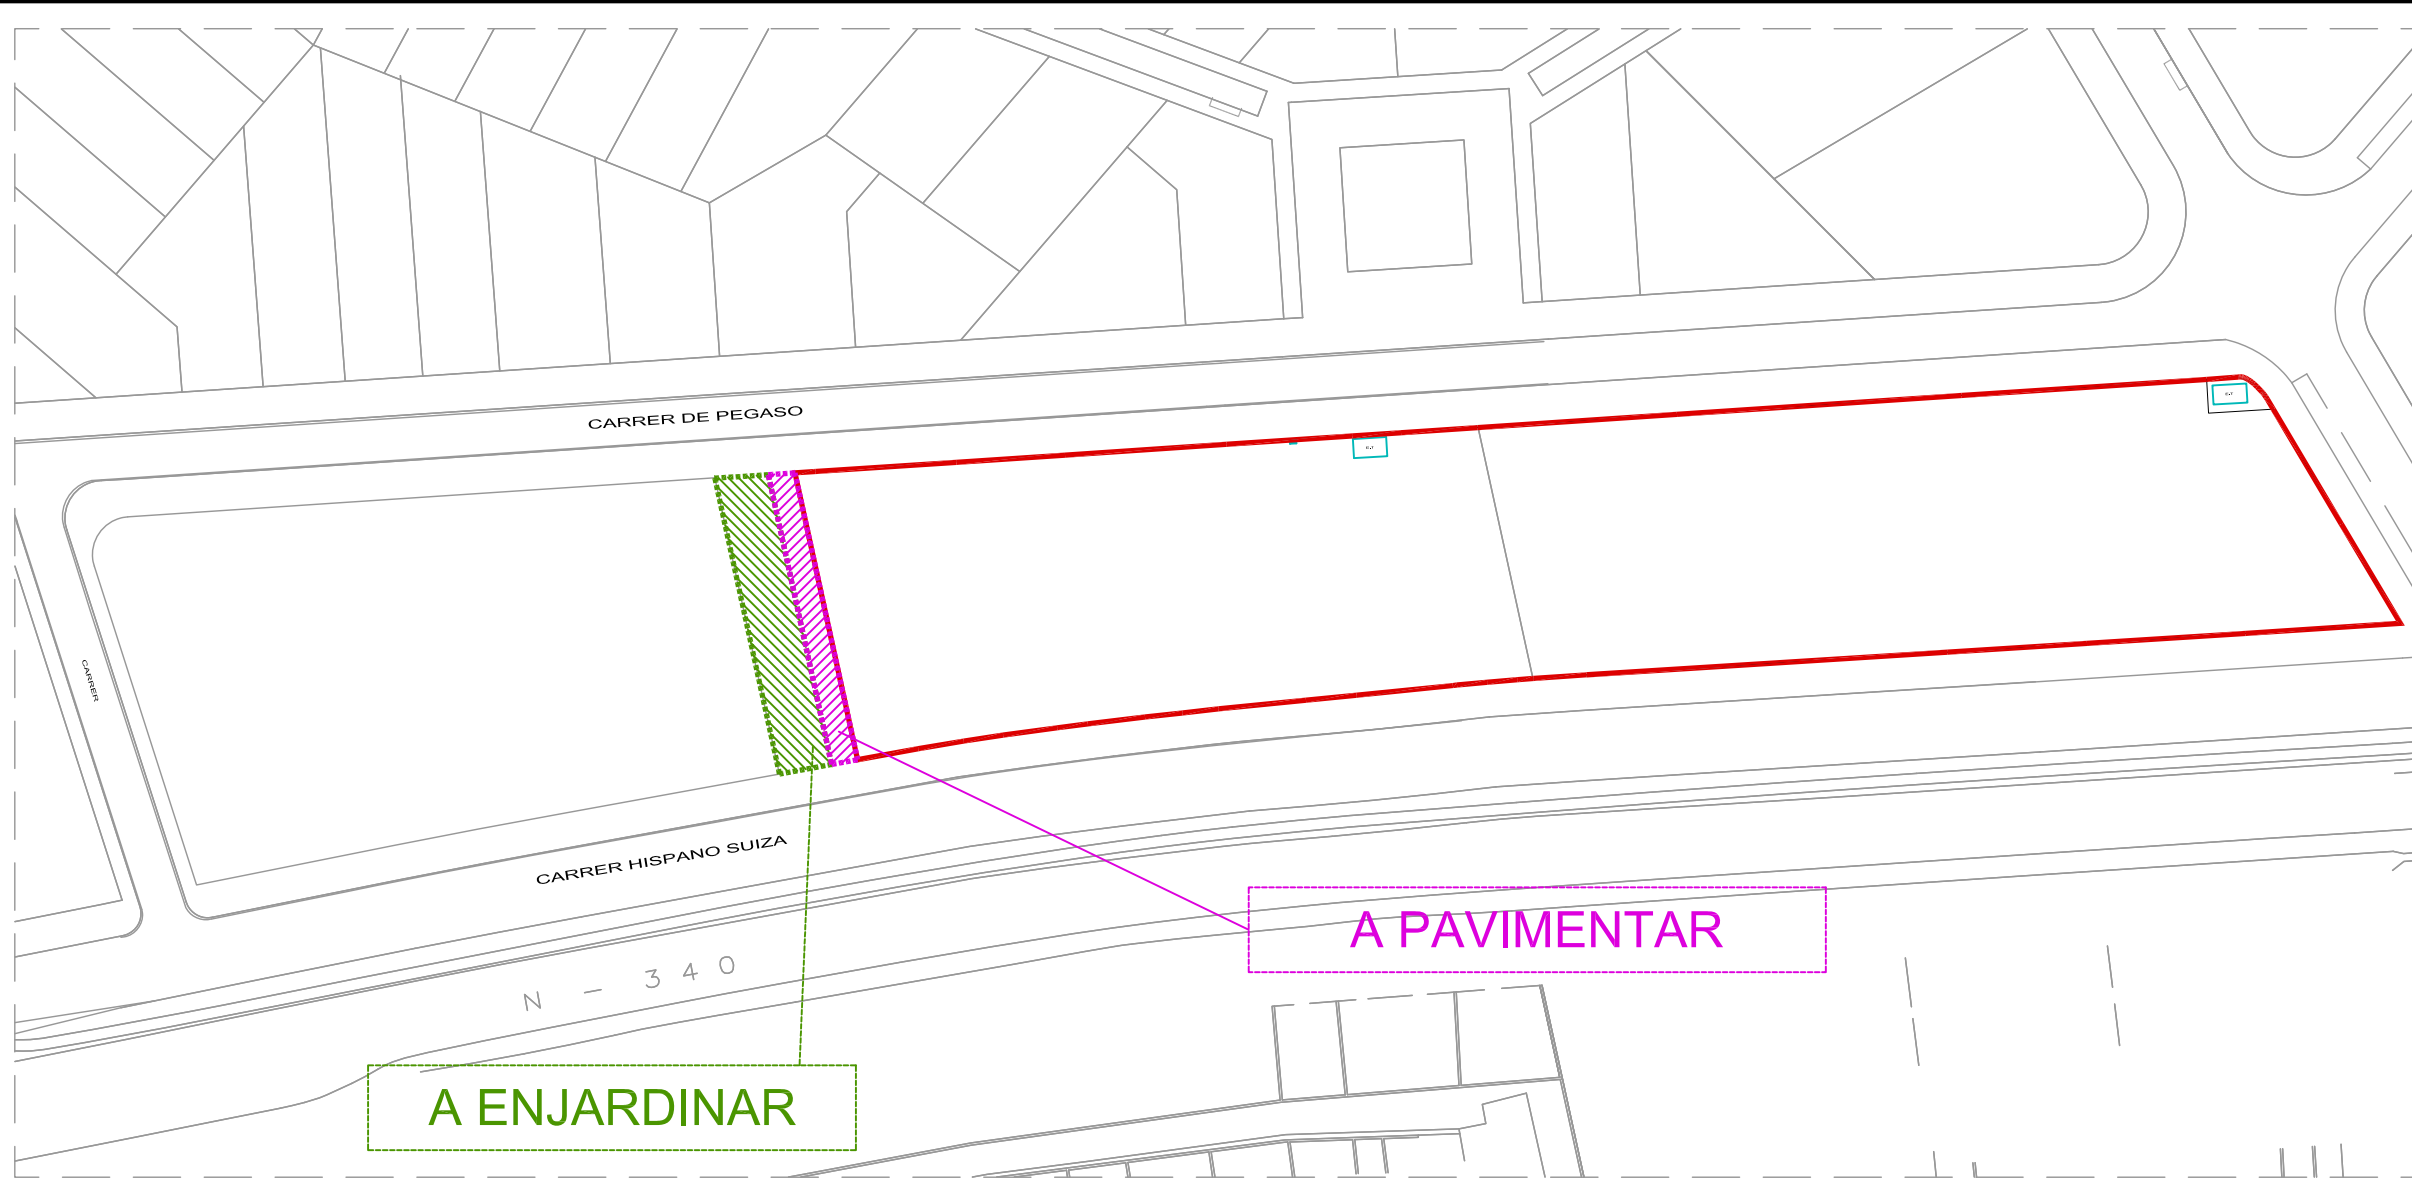 CARRER DE PEGASO
CARRER
CARRER HISPANO SUIZA
A PAVIMENTAR
N - 340
A ENJARDINAR